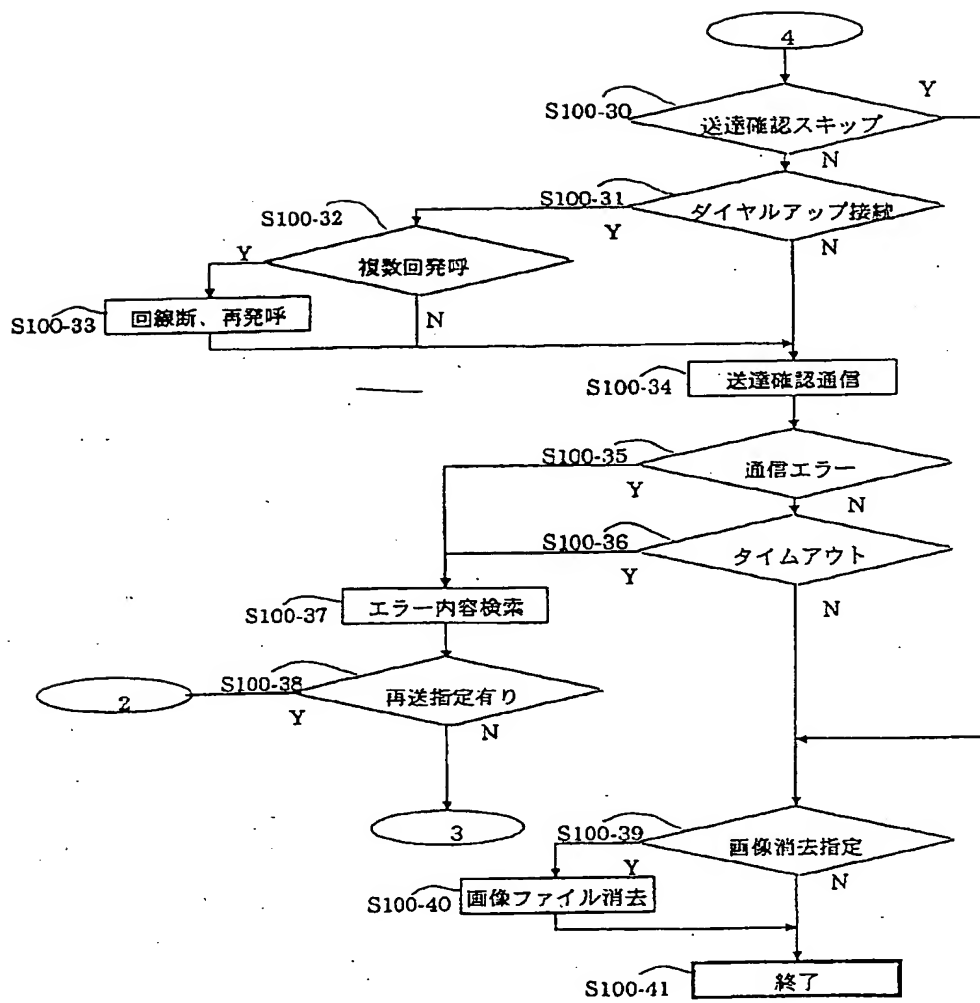 4
Y
S100-30
送達確認スキップ
N
S100-31
ダイヤルアップ接続
Y
N
S100-32
Y
複数回発呼
N
S100-33
回線断、再発呼
S100-34
送達確認通信
S100-35
通信エラー
Y
N
S100-36
タイムアウト
Y
N
S100-37
エラー内容検索
S100-38
再送指定有り
2
Y
N
3
S100-39
画像消去指定
Y
N
S100-40
画像ファイル消去
S100-41
終了